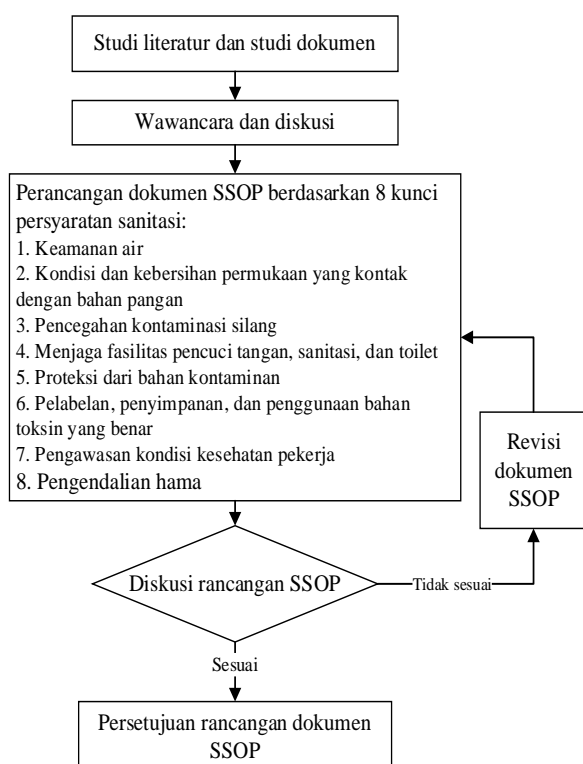 Studi literatur dan studi dokumen
Wawancara dan diskusi
Perancangan dokumen SSOP berdasarkan 8 kunci
persyaratan sanitasi:
1. Keamanan air
2. Kondisi dan kebersihan permukaan yang kontak
dengan bahan pangan
3. Pencegahan kontaminasi silang
4. Menjaga fasilitas pencuci tangan, sanitasi, dan toilet
5. Proteksi dari bahan kontaminan
6. Pelabelan, penyimpanan, dan penggunaan bahan
toksin yang benar
7. Pengawasan kondisi kesehatan pekerja
8. Pengendalian hama
Revisi
dokumen
SSOP
Diskusi rancangan SSOP
Tidak sesuai
Sesuai
Persetujuan rancangan dokumen
SSOP